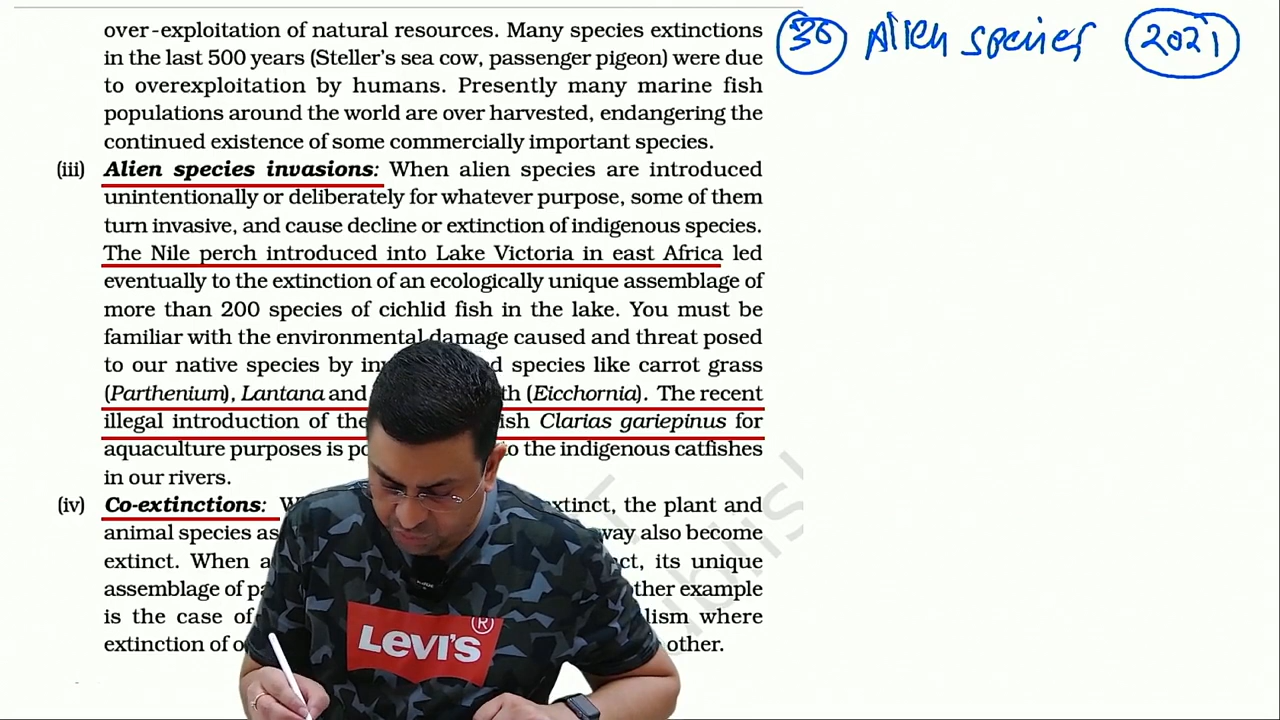 over-exploitation of natural resources. Many species extinctions
in the last 500 years (Steller's sea cow, passenger pigeon) were due
to overexploitation by humans. Presently many marine fish
populations around the world are over harvested, endangering the
continued existence of some commercially important species.
(iii) Alien species invasions: When alien species are introduced
unintentionally or deliberately for whatever purpose, some of them
turn invasive, and cause decline or extinction of indigenous species.
The Nile perch introduced into Lake Victoria in east Africa led
eventually to the extinction of an ecologically unique assemblage of
more than 200 species of cichlid fish in the lake. You must be
familiar with the environmental damage caused and threat posed
to our native species by species like carrot grass
(Parthenium), Lantana and (Eicchornia). The recent
illegal introduction of the Clarias gariepinus for
aquaculture purposes is to the indigenous catfishes
in our rivers.
(iv) Co-extinctions: the plant and
animal species way also become
extinct. When its unique
assemblage of example
is the case of where
extinction of other.
36 Alien species 2021
LEVI'S
®